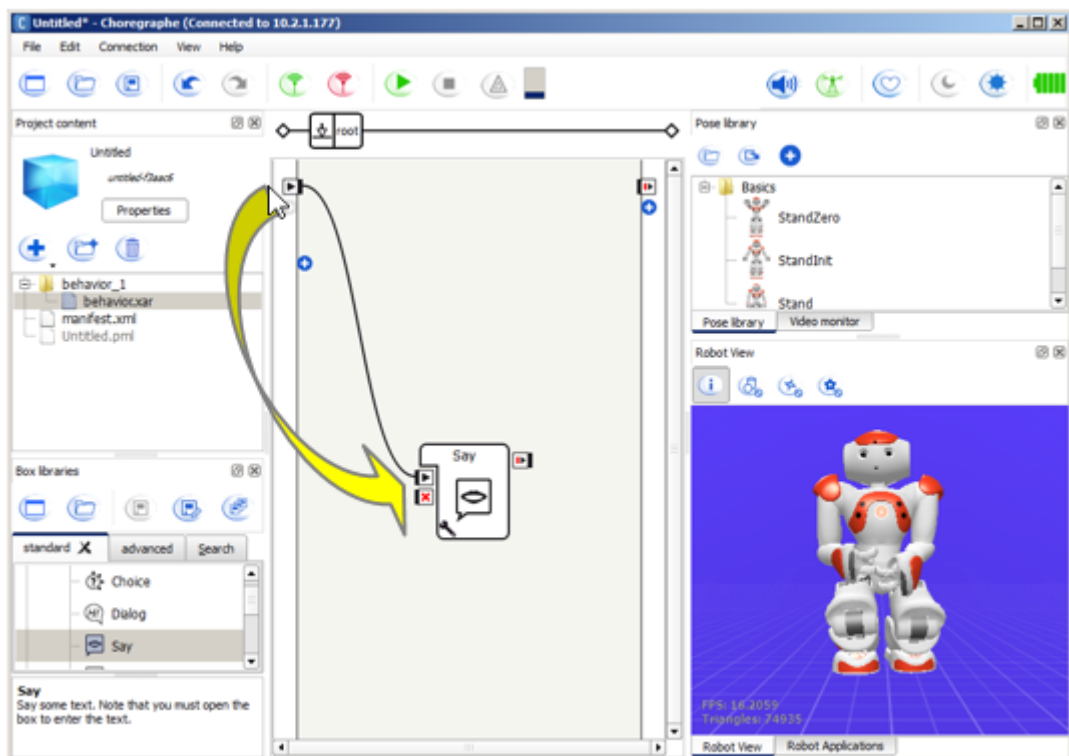 Untitled* - Choregraphe (Connected to 10.2.1.177)
File Edit Connection View Help
Project content
Untitled
Properties
behavior_1
behavior.xar
manifest.xml
Untitled.pml
Box libraries
standard advanced Search
Choice
Dialog
Say
Say
Say some text. Note that you must open the
box to enter the text.
root
Say
Pose library
Basics
StandZero
StandInit
Stand
Pose library Video monitor
Robot View
FPS: 16.2059
Triangles: 74935
Robot View Robot Applications